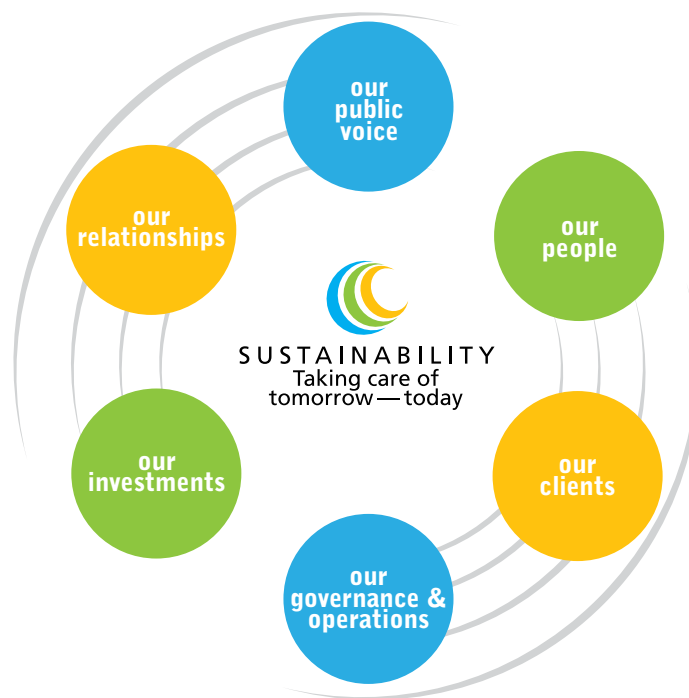 our
public
voice
our
relationships
our
people
SUSTAINABILITY
Taking care of
tomorrow — today
our
investments
our
clients
our
governance &
operations